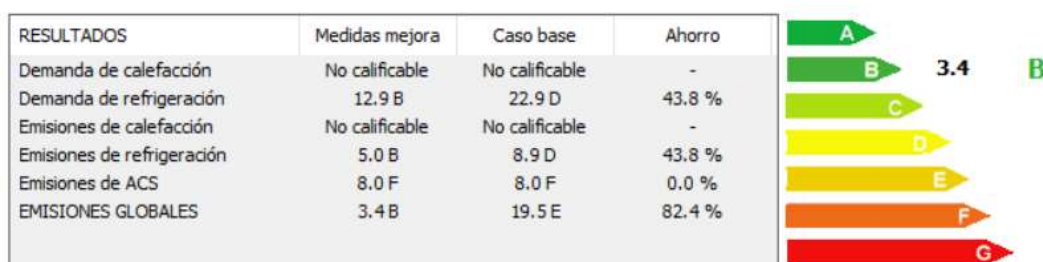 RESULTADOS Medidas mejora Caso base Ahorro
Demanda de calefacción No calificable No calificable -
Demanda de refrigeración 12.9 B 22.9 D 43.8 %
Emisiones de calefacción No calificable No calificable -
Emisiones de refrigeración 5.0 B 8.9 D 43.8 %
Emisiones de ACS 8.0 F 8.0 F 0.0 %
EMISIONES GLOBALES 3.4 B 19.5 E 82.4 %
A
B 3.4 B
C
D
E
F
G